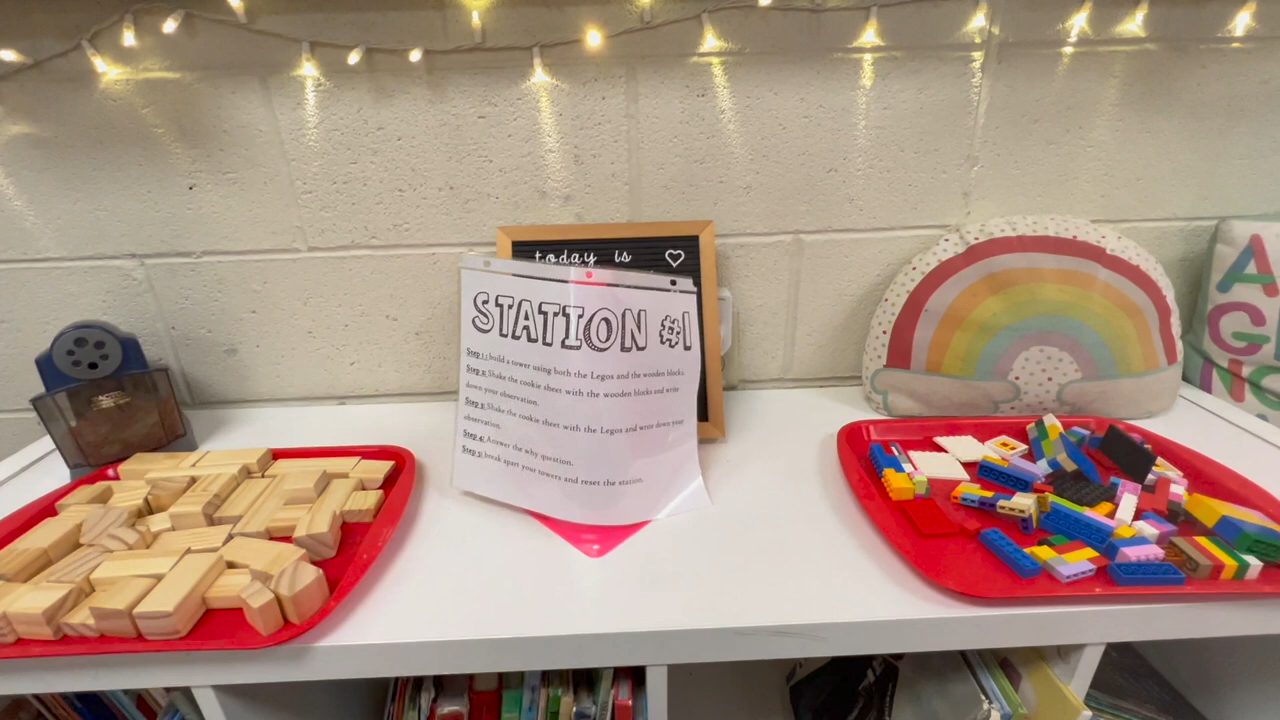 today is ♡
STATION #1
Step 1: build a tower using both the Legos and the wooden blocks.
Step 2: Shake the cookie sheet with the wooden blocks and write
down your observation.
Step 3: Shake the cookie sheet with the Legos and write down your
observation.
Step 4: Answer the why question.
Step 5: break apart your towers and reset the station.
A
GN
NG